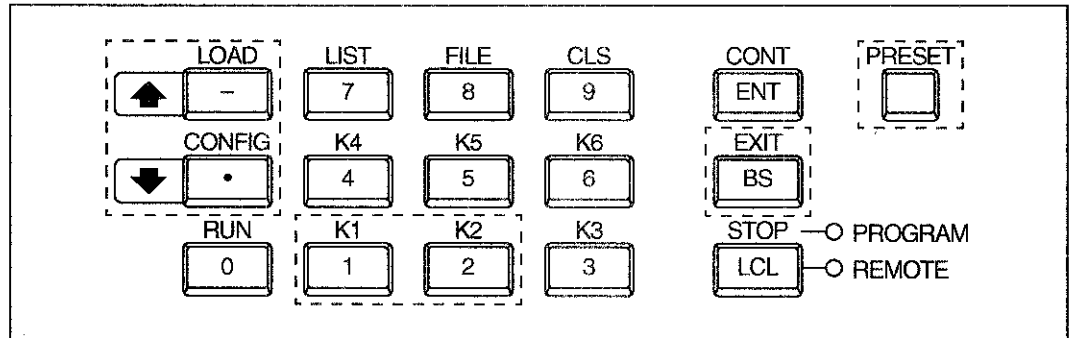 LOAD LIST FILE CLS CONT PRESET
– 7 8 9 ENT
CONFIG K4 K5 K6 EXIT
• 4 5 6 BS
RUN K1 K2 K3 STOP PROGRAM
0 1 2 3 LCL REMOTE